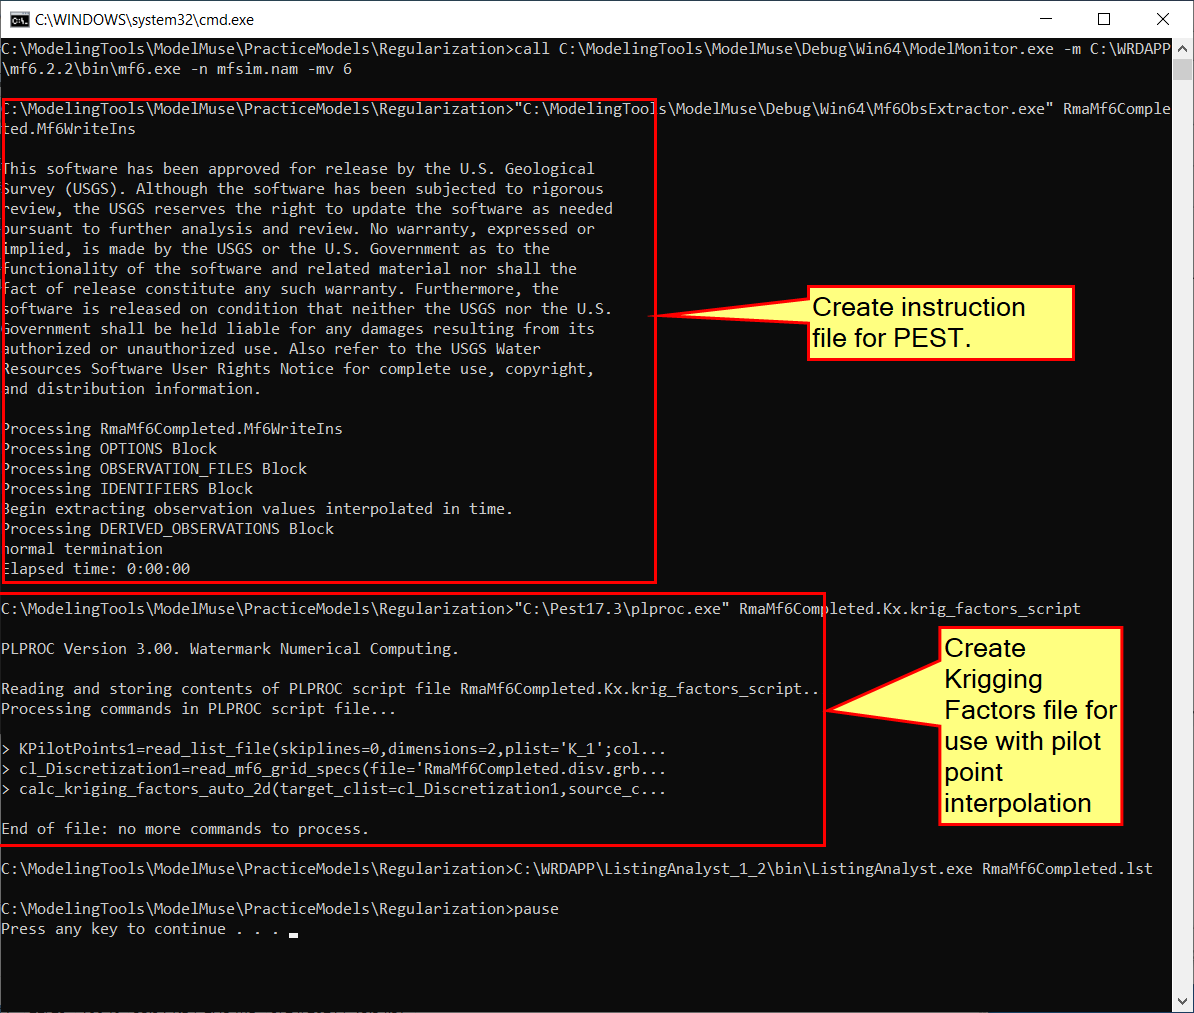 C:\WINDOWS\system32\cmd.exe
C:\ModelingTools\ModelMuse\PracticeModels\Regularization>call C:\ModelingTools\ModelMuse\Debug\Win64\ModelMonitor.exe -m C:\WRDAPP
\mf6.2.2\bin\mf6.exe -n mfsim.nam -mv 6
C:\ModelingTools\ModelMuse\PracticeModels\Regularization>"C:\ModelingTools\ModelMuse\Debug\Win64\Mf6ObsExtractor.exe" RmaMf6Comple
ted.Mf6WriteIns
This software has been approved for release by the U.S. Geological
Survey (USGS). Although the software has been subjected to rigorous
review, the USGS reserves the right to update the software as needed
pursuant to further analysis and review. No warranty, expressed or
implied, is made by the USGS or the U.S. Government as to the
functionality of the software and related material nor shall the
fact of release constitute any such warranty. Furthermore, the
software is released on condition that neither the USGS nor the U.S.
Government shall be held liable for any damages resulting from its
authorized or unauthorized use. Also refer to the USGS Water
Resources Software User Rights Notice for complete use, copyright,
and distribution information.
Create instruction
file for PEST.
Processing RmaMf6Completed.Mf6WriteIns
Processing OPTIONS Block
Processing OBSERVATION_FILES Block
Processing IDENTIFIERS Block
Begin extracting observation values interpolated in time.
Processing DERIVED_OBSERVATIONS Block
normal termination
Elapsed time: 0:00:00
C:\ModelingTools\ModelMuse\PracticeModels\Regularization>"C:\Pest17.3\plproc.exe" RmaMf6Completed.Kx.krig_factors_script
PLPROC Version 3.00. Watermark Numerical Computing.
Reading and storing contents of PLPROC script file RmaMf6Completed.Kx.krig_factors_script..
Processing commands in PLPROC script file...
> KPilotPoints1=read_list_file(skiplines=0,dimensions=2,plist='K_1';col...
> cl_Discretization1=read_mf6_grid_specs(file='RmaMf6Completed.disv.grb...
> calc_kriging_factors_auto_2d(target_clist=cl_Discretization1,source_c...
End of file: no more commands to process.
Create
Krigging
Factors file for
use with pilot
point
interpolation
C:\ModelingTools\ModelMuse\PracticeModels\Regularization>C:\WRDAPP\ListingAnalyst_1_2\bin\ListingAnalyst.exe RmaMf6Completed.lst
C:\ModelingTools\ModelMuse\PracticeModels\Regularization>pause
Press any key to continue . . .